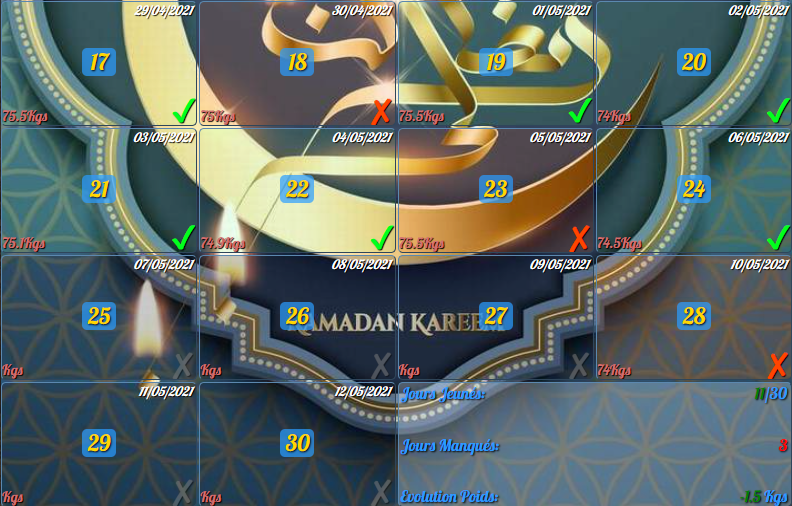 29/04/2021
17
75.5Kgs
30/04/2021
18
75Kgs
01/05/2021
19
75.5Kgs
02/05/2021
20
74Kgs
03/05/2021
21
75.1Kgs
04/05/2021
22
74.9Kgs
05/05/2021
23
75.5Kgs
06/05/2021
24
74.5Kgs
07/05/2021
25
Kgs
08/05/2021
26
Kgs
09/05/2021
27
Kgs
10/05/2021
28
74Kgs
RAMADAN KAREEM
11/05/2021
29
Kgs
12/05/2021
30
Kgs
Jours Jeunés: 11/30
Jours Manqués: 3
Evolution Poids: -1.5 Kgs